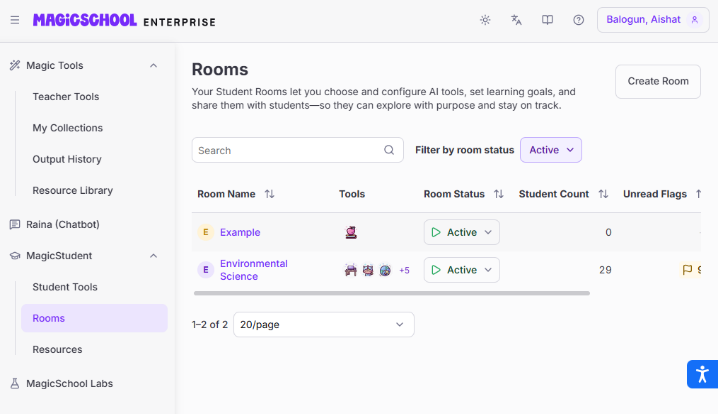 MAGiCSCHOOL ENTERPRISE
Balogun, Aishat
Magic Tools
Teacher Tools
My Collections
Output History
Resource Library
Raina (Chatbot)
MagicStudent
Student Tools
Rooms
Resources
MagicSchool Labs
Rooms
Your Student Rooms let you choose and configure AI tools, set learning goals, and
share them with students—so they can explore with purpose and stay on track.
Create Room
Search
Filter by room status
Active
Room Name Tools Room Status Student Count Unread Flags
E Example Active 0
E Environmental
Science +5 Active 29
1–2 of 2 20/page